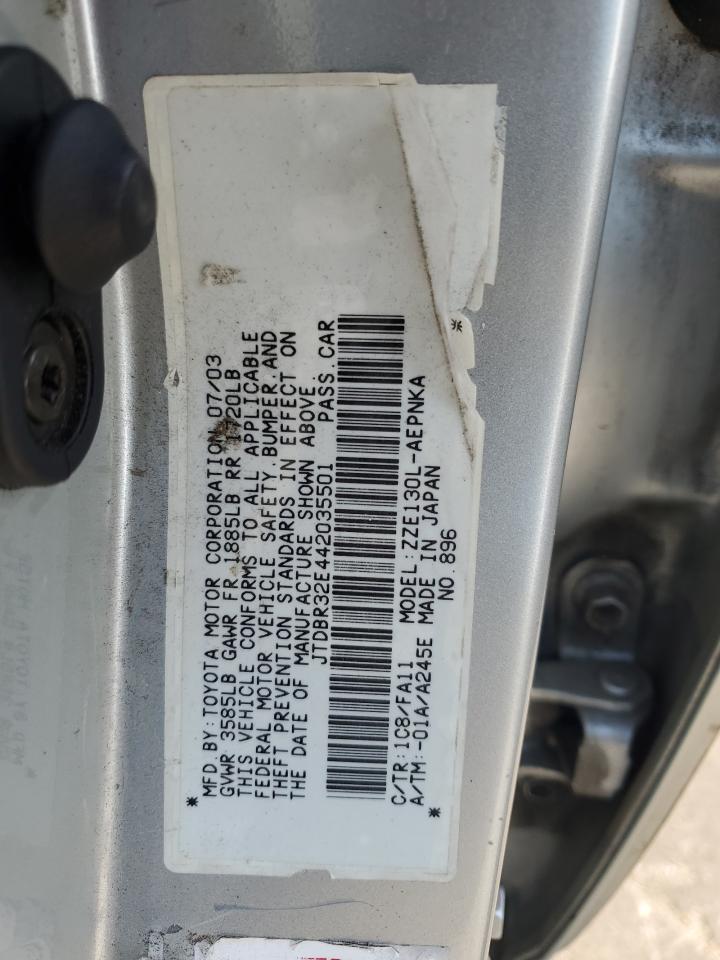 * MFD BY:TOYOTA MOTOR CORPORATION 07/03
GVWR 3585LB GAWR FR 1885LB RR 1720LB
THIS VEHICLE CONFORMS TO ALL APPLICABLE
FEDERAL MOTOR VEHICLE SAFETY,BUMPER,AND
THEFT PREVENTION STANDARDS IN EFFECT ON
THE DATE OF MANUFACTURE SHOWN ABOVE
JTDBR32E442035501 PASS.CAR
C/TR:1C8/FA11 MODEL:ZZE130L-AEPNKA
A/TM:-01A/A245E MADE IN JAPAN
* NO.896 *